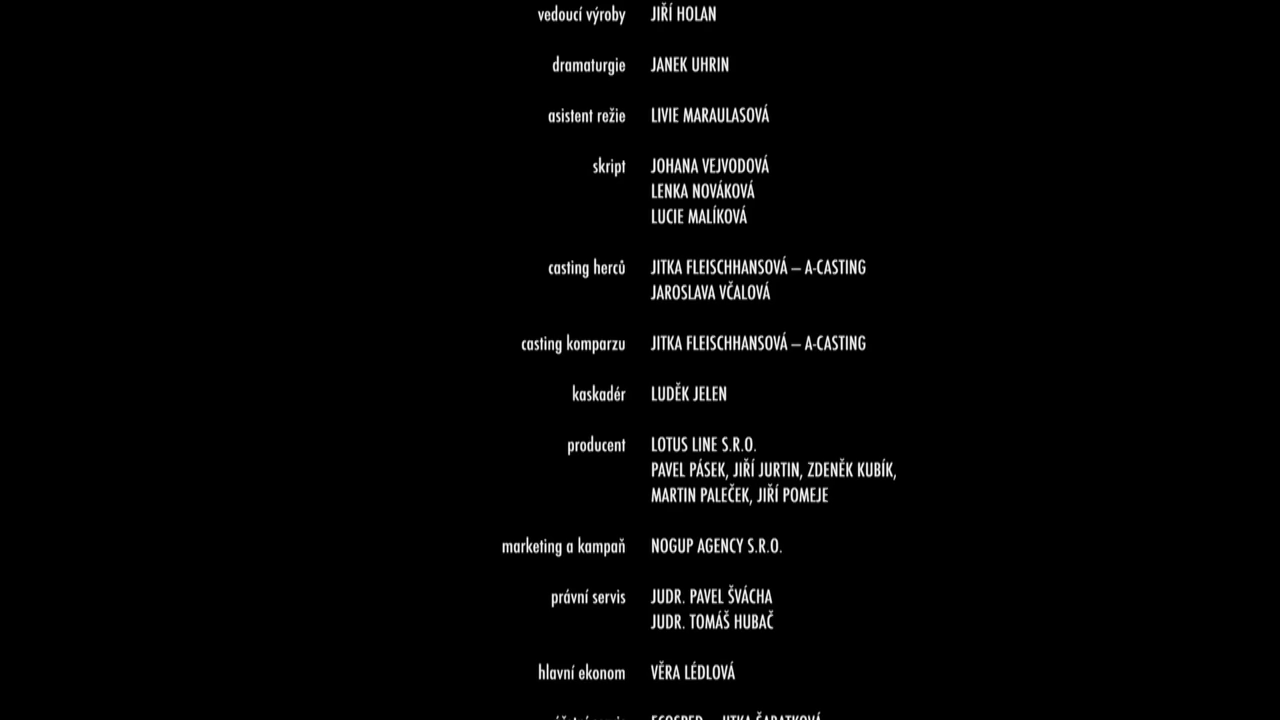 vedoucí výroby JIŘÍ HOLAN
dramaturgie JANEK UHRIN
asistent režie LIVIE MARAULASOVÁ
skript JOHANA VEJVODOVÁ
LENKA NOVÁKOVÁ
LUCIE MALÍKOVÁ
casting herců JITKA FLEISCHHANSOVÁ – A-CASTING
JAROSLAVA VČALOVÁ
casting komparzu JITKA FLEISCHHANSOVÁ – A-CASTING
kaskadér LUDĚK JELEN
producent LOTUS LINE S.R.O.
PAVEL PÁSEK, JIŘÍ JURTIN, ZDENĚK KUBÍK,
MARTIN PALEČEK, JIŘÍ POMEJE
marketing a kampaň NOGUP AGENCY S.R.O.
právní servis JUDR. PAVEL ŠVÁCHA
JUDR. TOMÁŠ HUBAČ
hlavní ekonom VĚRA LÉDLOVÁ